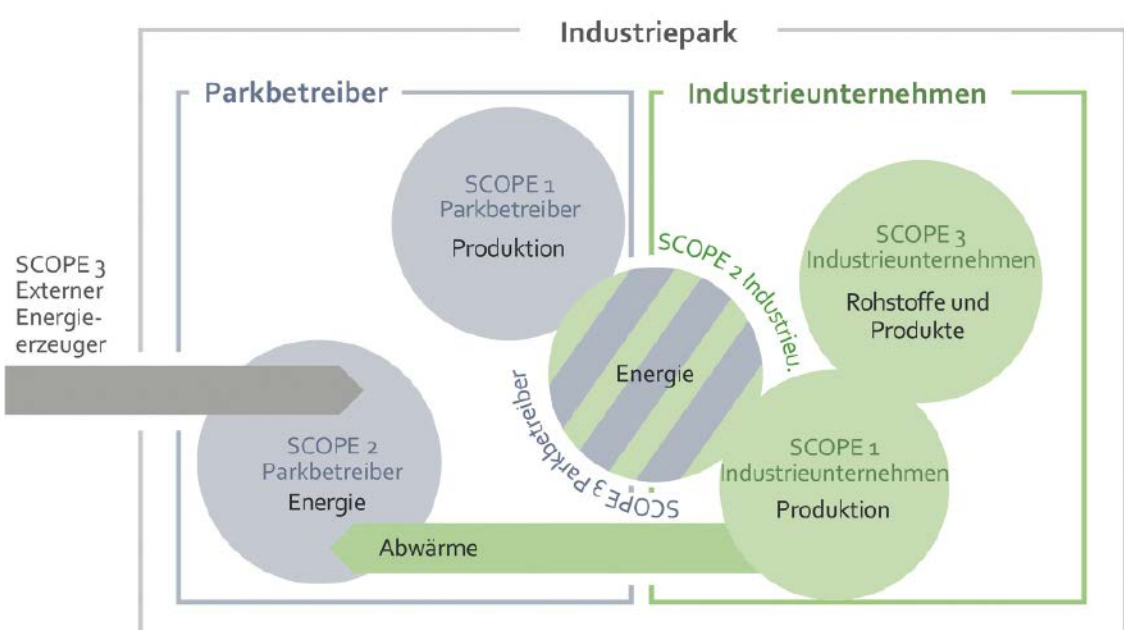 Industriepark
Parkbetreiber
Industrieunternehmen
SCOPE 3
Externer
Energie-
erzeuger
SCOPE 1
Parkbetreiber
Produktion
SCOPE 2
Parkbetreiber
Energie
SCOPE 2 Industrieu.
Energie
SCOPE 3 Parkbetreiber
SCOPE 3
Industrieunternehmen
Rohstoffe und
Produkte
SCOPE 1
Industrieunternehmen
Produktion
Abwärme